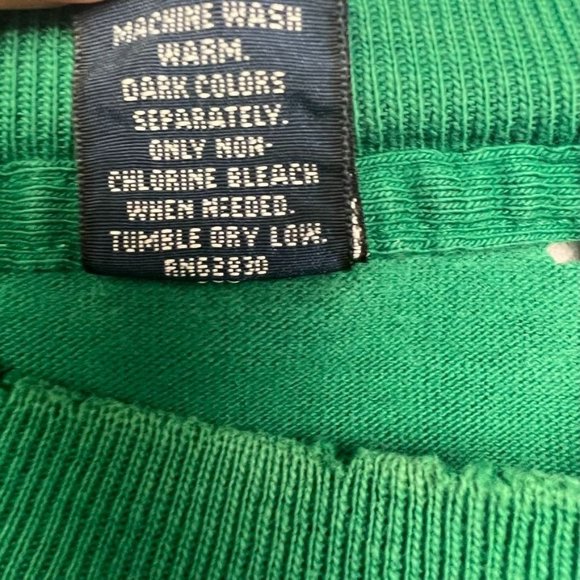 MACHINE WASH
WARM.
DARK COLORS
SEPARATELY.
ONLY NON-
CHLORINE BLEACH
WHEN NEEDED.
TUMBLE DRY LOW.
RN62830